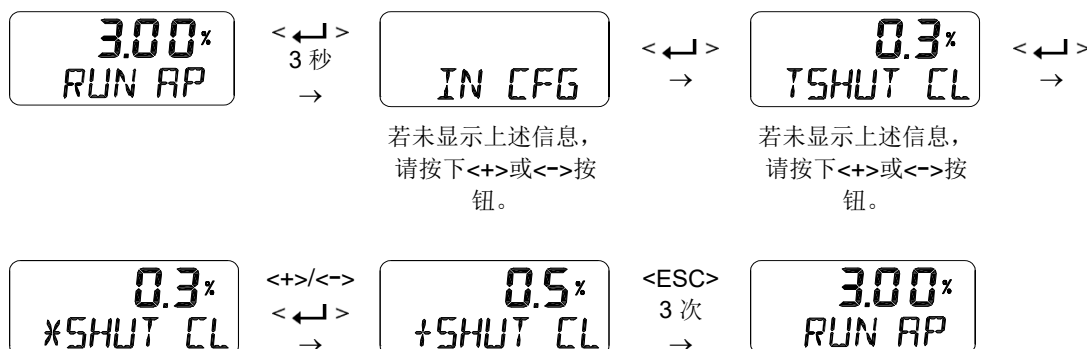 3.00%
RUN AP
< ↵ >
3 秒
→
IN CFG
若未显示上述信息，
请按下<+>或<->按
钮。
< ↵ >
→
0.3%
TSHUT CL
若未显示上述信息，
请按下<+>或<->按
钮。
< ↵ >
→
0.3%
*SHUT CL
<+>/<->
< ↵ >
→
0.5%
+SHUT CL
<ESC>
3 次
→
3.00%
RUN AP